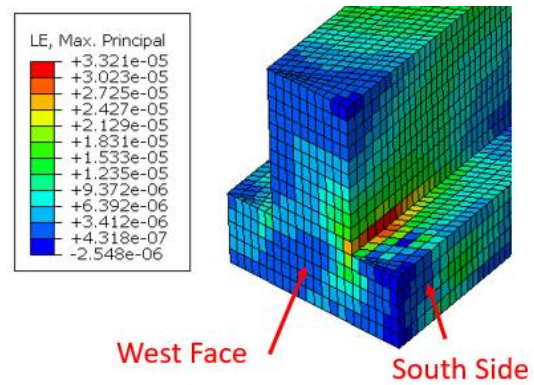 LE, Max. Principal
+3.321e-05
+3.023e-05
+2.725e-05
+2.427e-05
+2.129e-05
+1.831e-05
+1.533e-05
+1.235e-05
+9.372e-06
+6.392e-06
+3.412e-06
+4.318e-07
-2.548e-06
West Face
South Side